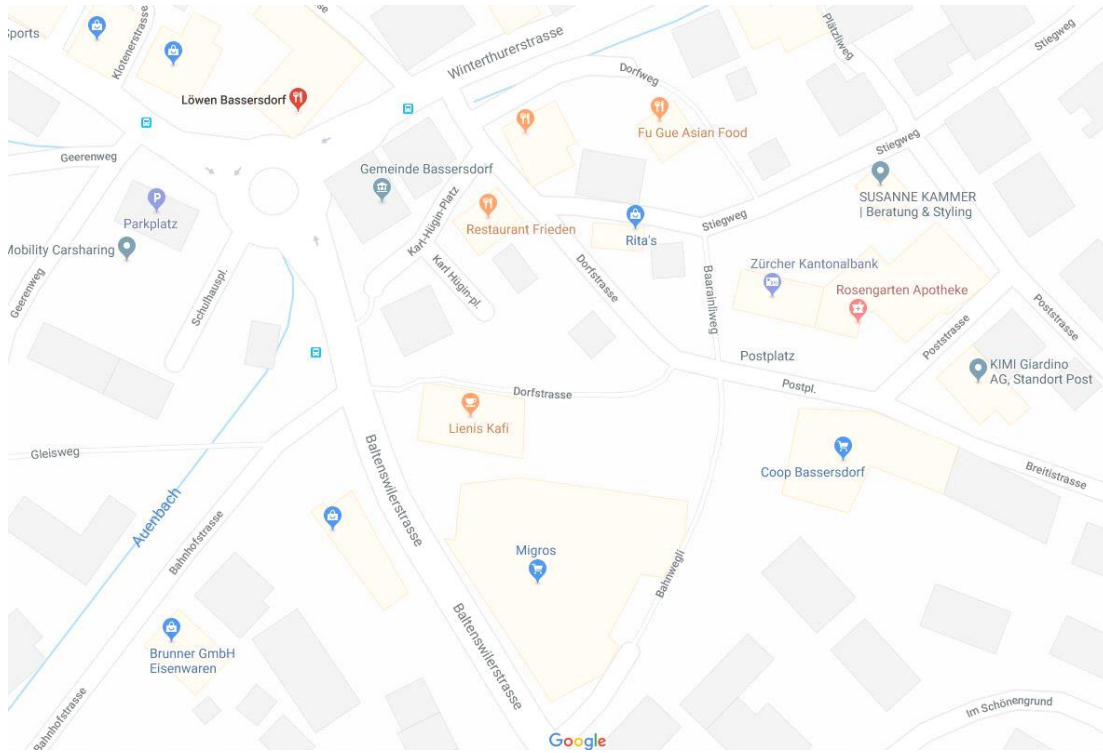 Sports
Klotenerstrasse
Winterthurerstrasse
Plätzliweg
Stiegweg
Löwen Bassersdorf
Dorfweg
Fu Gue Asian Food
Geerenweg
Stiegweg
Gemeinde Bassersdorf
SUSANNE KAMMER
| Beratung & Styling
P
Parkplatz
Karl-Hügin-Platz
Restaurant Frieden
Rita's
Stiegweg
Mobility Carsharing
Geerenweg
Schulhauspl.
Karl Hügin-pl.
Dorfstrasse
Baarainliweg
Zürcher Kantonalbank
Rosengarten Apotheke
Poststrasse
Poststrasse
Postplatz
Postpl.
KIMI Giardino
AG, Standort Post
Dorfstrasse
Lienis Kafi
Gleisweg
Coop Bassersdorf
Breitistrasse
Auenbach
Bahnhofstrasse
Baltenswilerstrasse
Migros
Bahnwegli
Brunner GmbH
Eisenwaren
Baltenswilerstrasse
Bahnhofstrasse
Im Schönengrund
Google